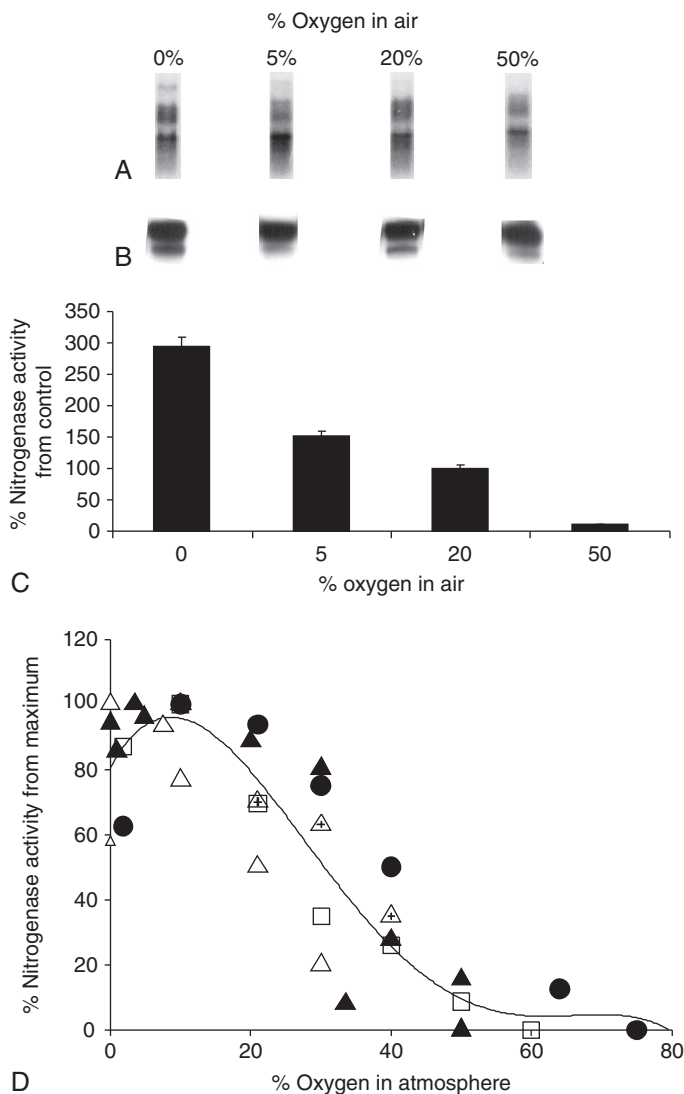 % Oxygen in air
0% 5% 20% 50%
A
B
350
300
250
200
150
100
50
0
% Nitrogenase activity
from control
0 5 20 50
% oxygen in air
C
120
100
80
60
40
20
0
% Nitrogenase activity from maximum
0 20 40 60 80
% Oxygen in atmosphere
D